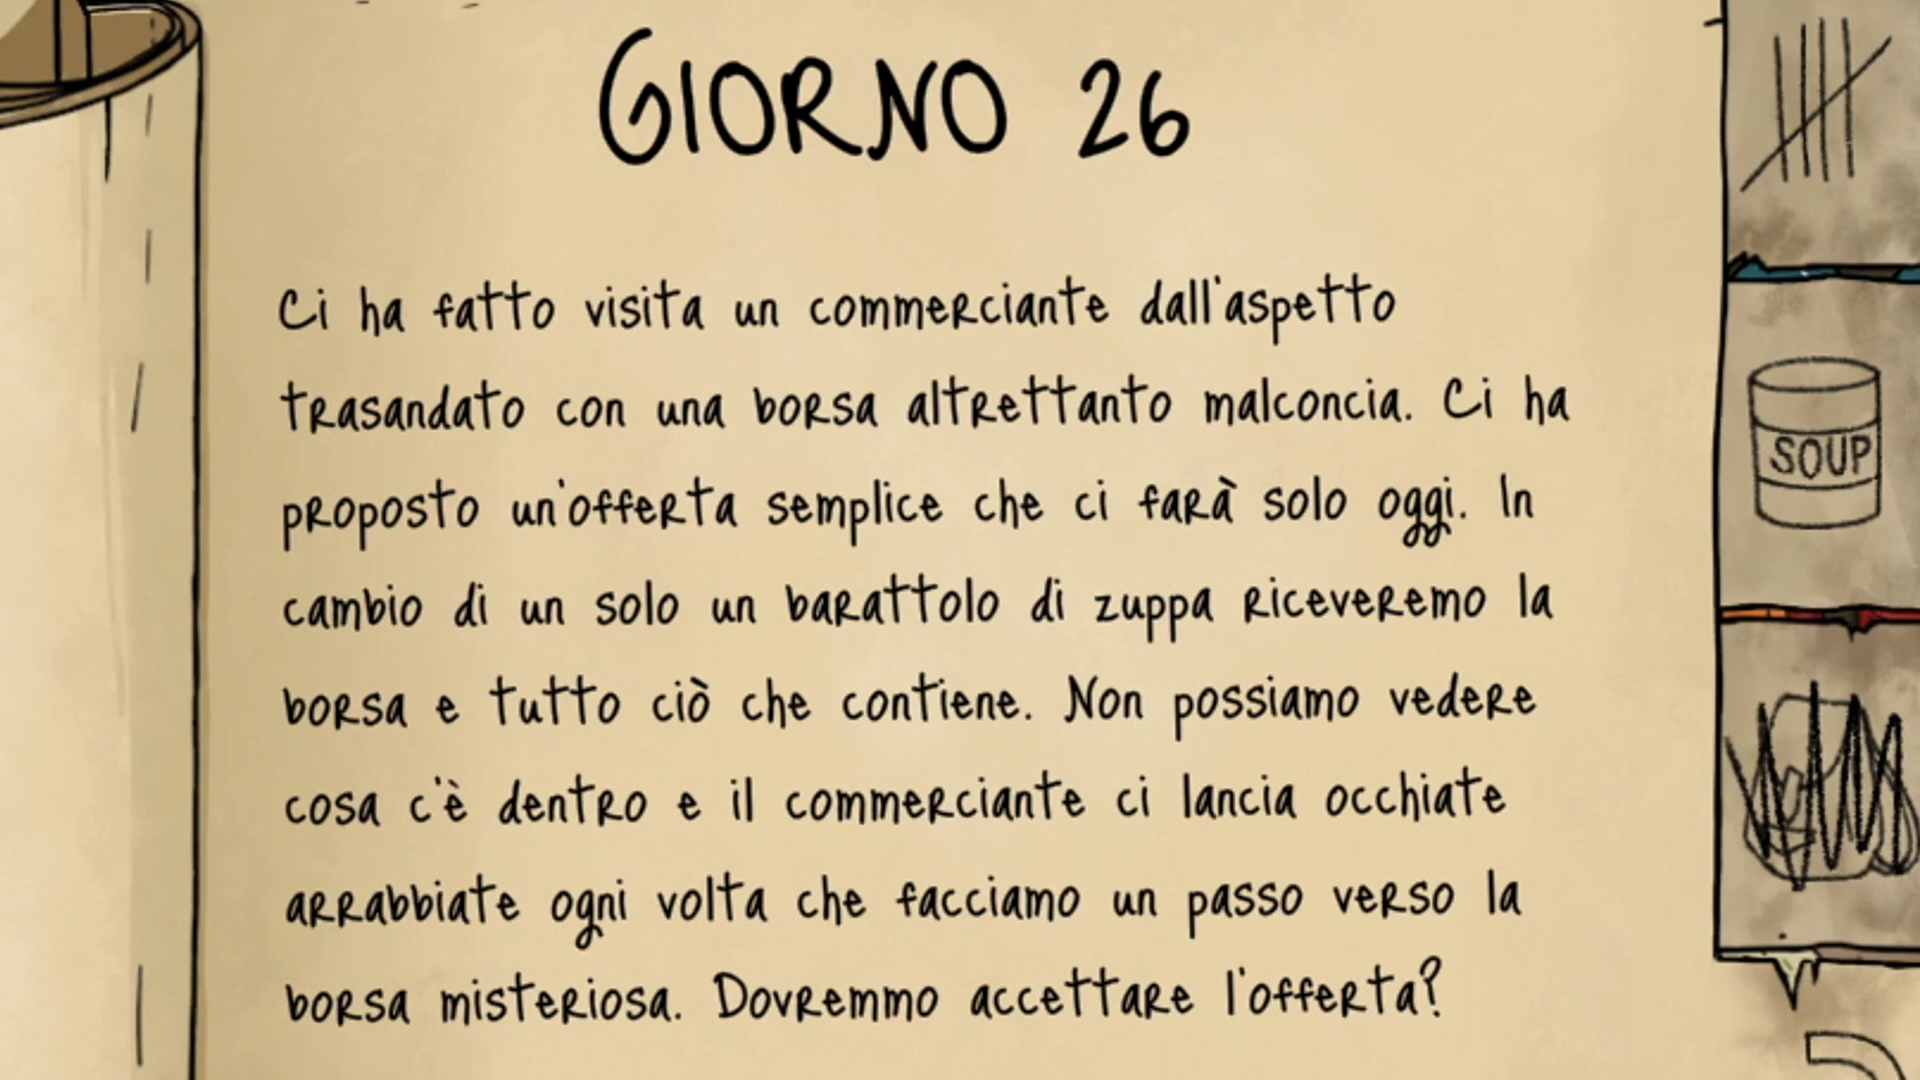 GIORNO 26
Ci ha fatto visita un commerciante dall'aspetto
trasandato con una borsa altrettanto malconcia. Ci ha
proposto un'offerta semplice che ci farà solo oggi. In
cambio di un solo un barattolo di zuppa riceveremo la
borsa e tutto ciò che contiene. Non possiamo vedere
cosa c'è dentro e il commerciante ci lancia occhiate
arrabbiate ogni volta che facciamo un passo verso la
borsa misteriosa. Dovremmo accettare l'offerta?
SOUP